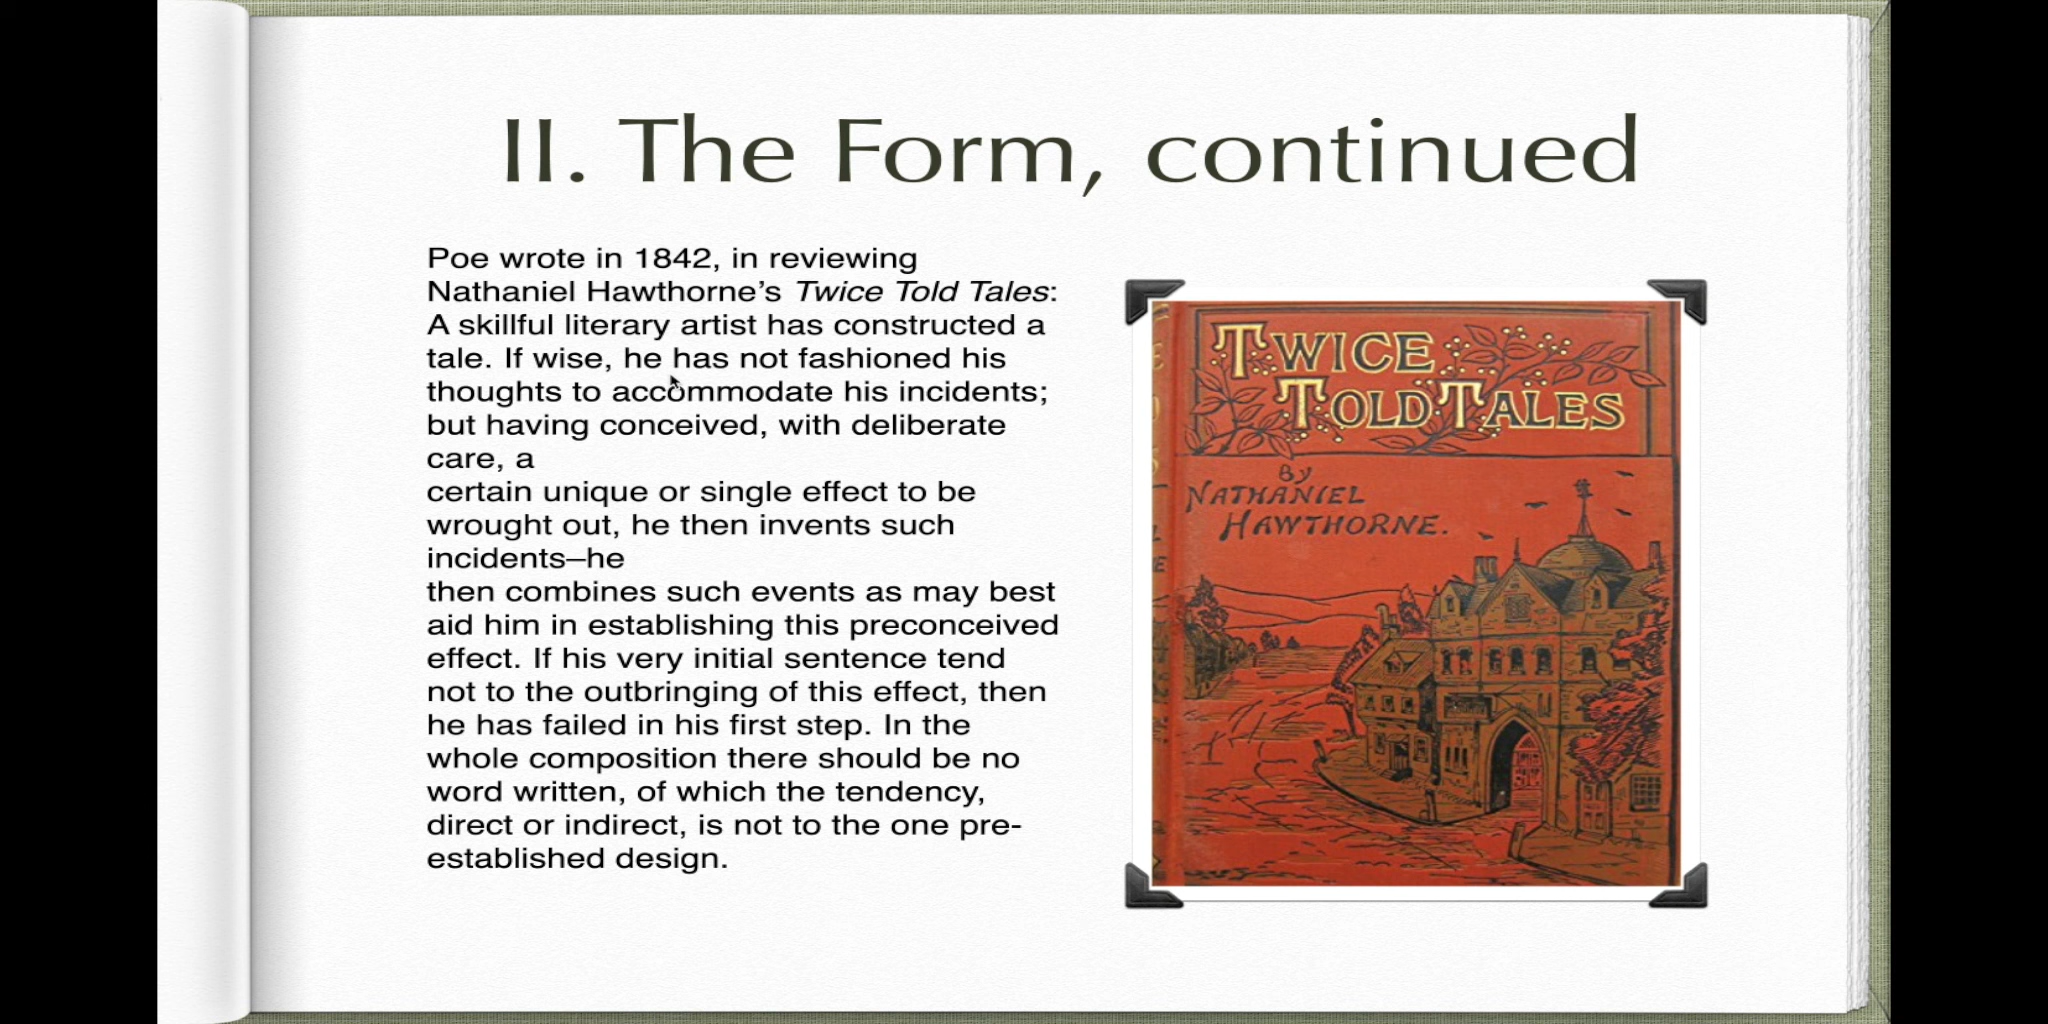 II. The Form, continued
Poe wrote in 1842, in reviewing
Nathaniel Hawthorne’s Twice Told Tales:
A skillful literary artist has constructed a
tale. If wise, he has not fashioned his
thoughts to accommodate his incidents;
but having conceived, with deliberate
care, a
certain unique or single effect to be
wrought out, he then invents such
incidents—he
then combines such events as may best
aid him in establishing this preconceived
effect. If his very initial sentence tend
not to the outbringing of this effect, then
he has failed in his first step. In the
whole composition there should be no
word written, of which the tendency,
direct or indirect, is not to the one pre-
established design.
TWICE
TOLD TALES
By
NATHANIEL
HAWTHORNE.